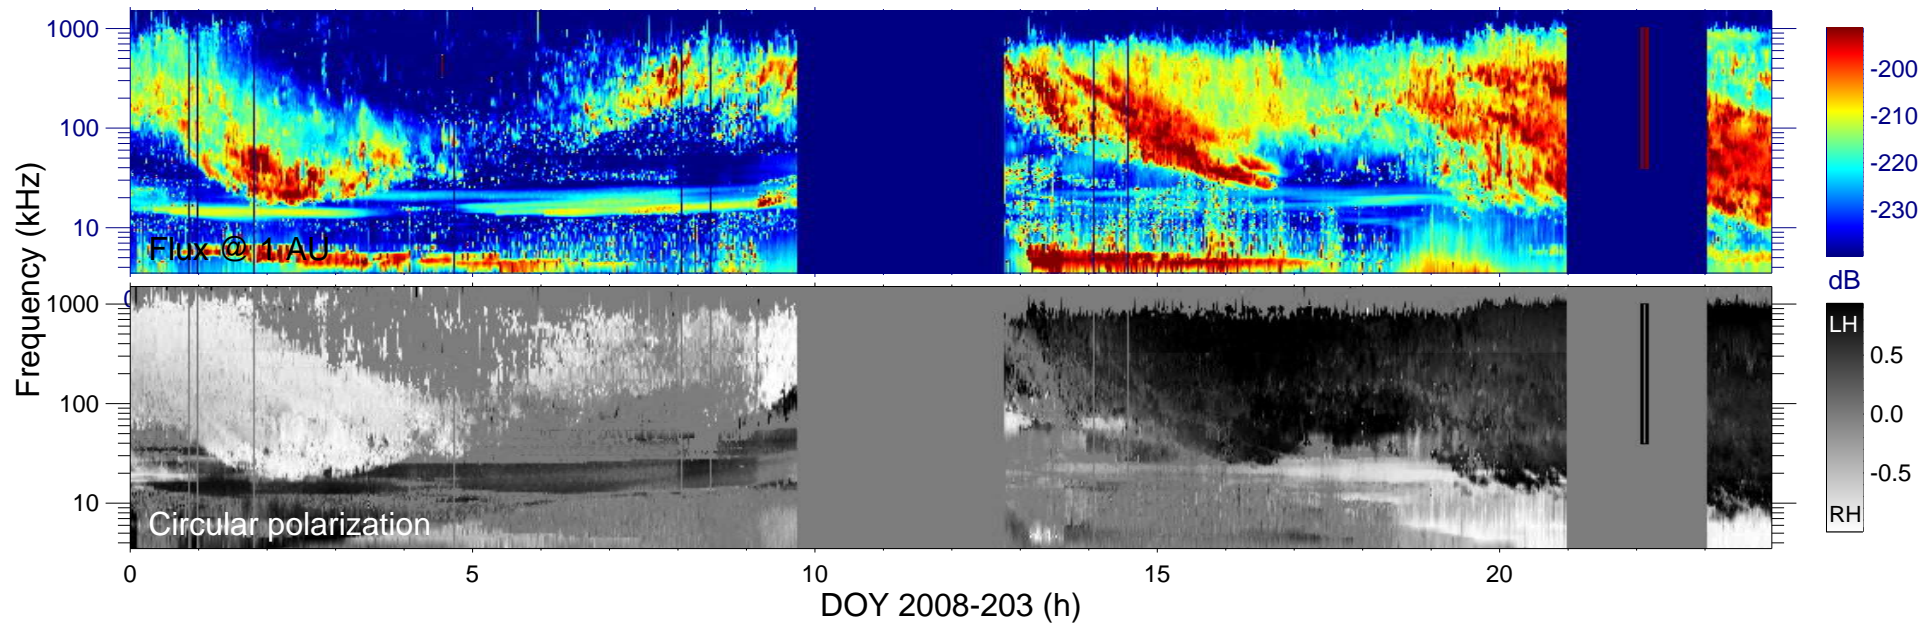 Frequency (kHz)
1000
100
10
Flux @ 1 AU
-200
-210
-220
-230
dB
0
1000
100
10
Circular polarization
LH
0.5
0.0
-0.5
RH
0
5
10
15
20
DOY 2008-203 (h)